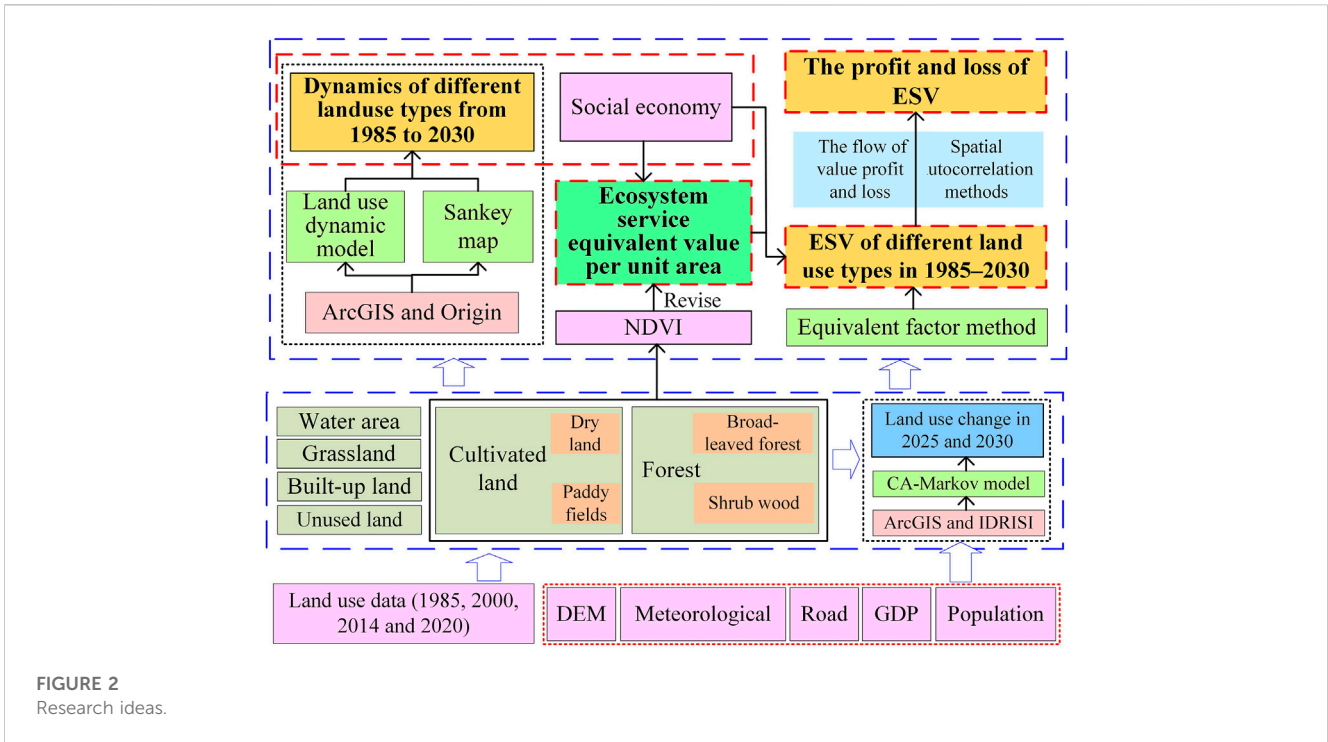 Dynamics of different
landuse types from
1985 to 2030
Social economy
The profit and loss of
ESV
The flow of
value profit
and loss
Spatial
utocorrelation
methods
Land use
dynamic
model
Sankey
map
Ecosystem
service
equivalent value
per unit area
ESV of different land
use types in 1985–2030
ArcGIS and Origin
Revise
NDVI
Equivalent factor method
Water area
Grassland
Built-up land
Unused land
Cultivated
land
Dry
land
Paddy
fields
Forest
Broad-
leaved forest
Shrub wood
Land use change in
2025 and 2030
CA-Markov model
ArcGIS and IDRISI
Land use data (1985, 2000,
2014 and 2020)
DEM
Meteorological
Road
GDP
Population
FIGURE 2
Research ideas.